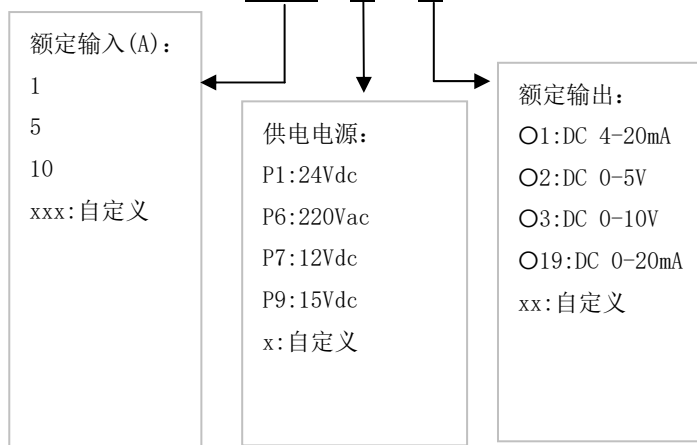 额定输入(A):
1
5
10
xxx:自定义
供电电源:
P1:24Vdc
P6:220Vac
P7:12Vdc
P9:15Vdc
x:自定义
额定输出:
O1:DC 4-20mA
O2:DC 0-5V
O3:DC 0-10V
O19:DC 0-20mA
xx:自定义